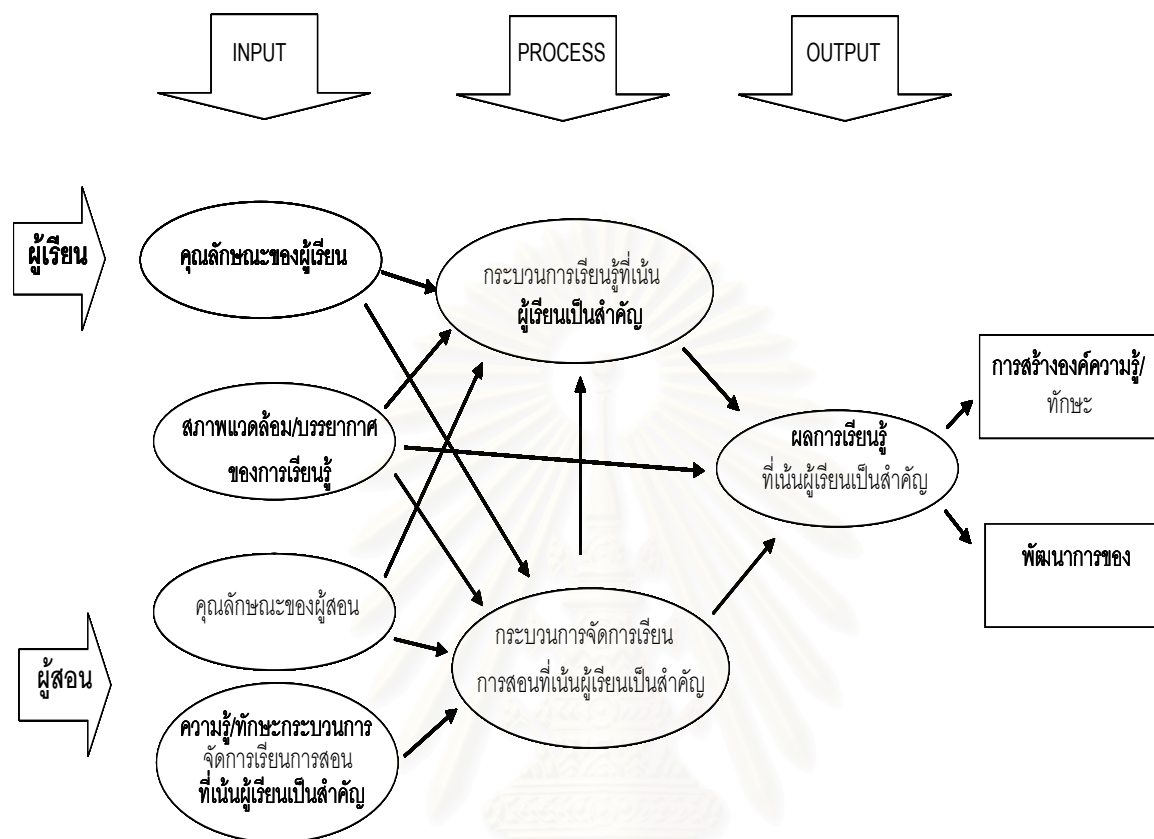 INPUT
PROCESS
OUTPUT
ผู้เรียน
คุณลักษณะของผู้เรียน
กระบวนการเรียนรู้ที่เน้น
ผู้เรียนเป็นสำคัญ
การสร้างองค์ความรู้/
ทักษะ
สภาพแวดล้อม/บรรยากาศ
ของการเรียนรู้
ผลการเรียนรู้
ที่เน้นผู้เรียนเป็นสำคัญ
พัฒนาการของ
คุณลักษณะของผู้สอน
กระบวนการจัดการเรียน
การสอนที่เน้นผู้เรียนเป็นสำคัญ
ผู้สอน
ความรู้/ทักษะกระบวนการ
จัดการเรียนการสอน
ที่เน้นผู้เรียนเป็นสำคัญ